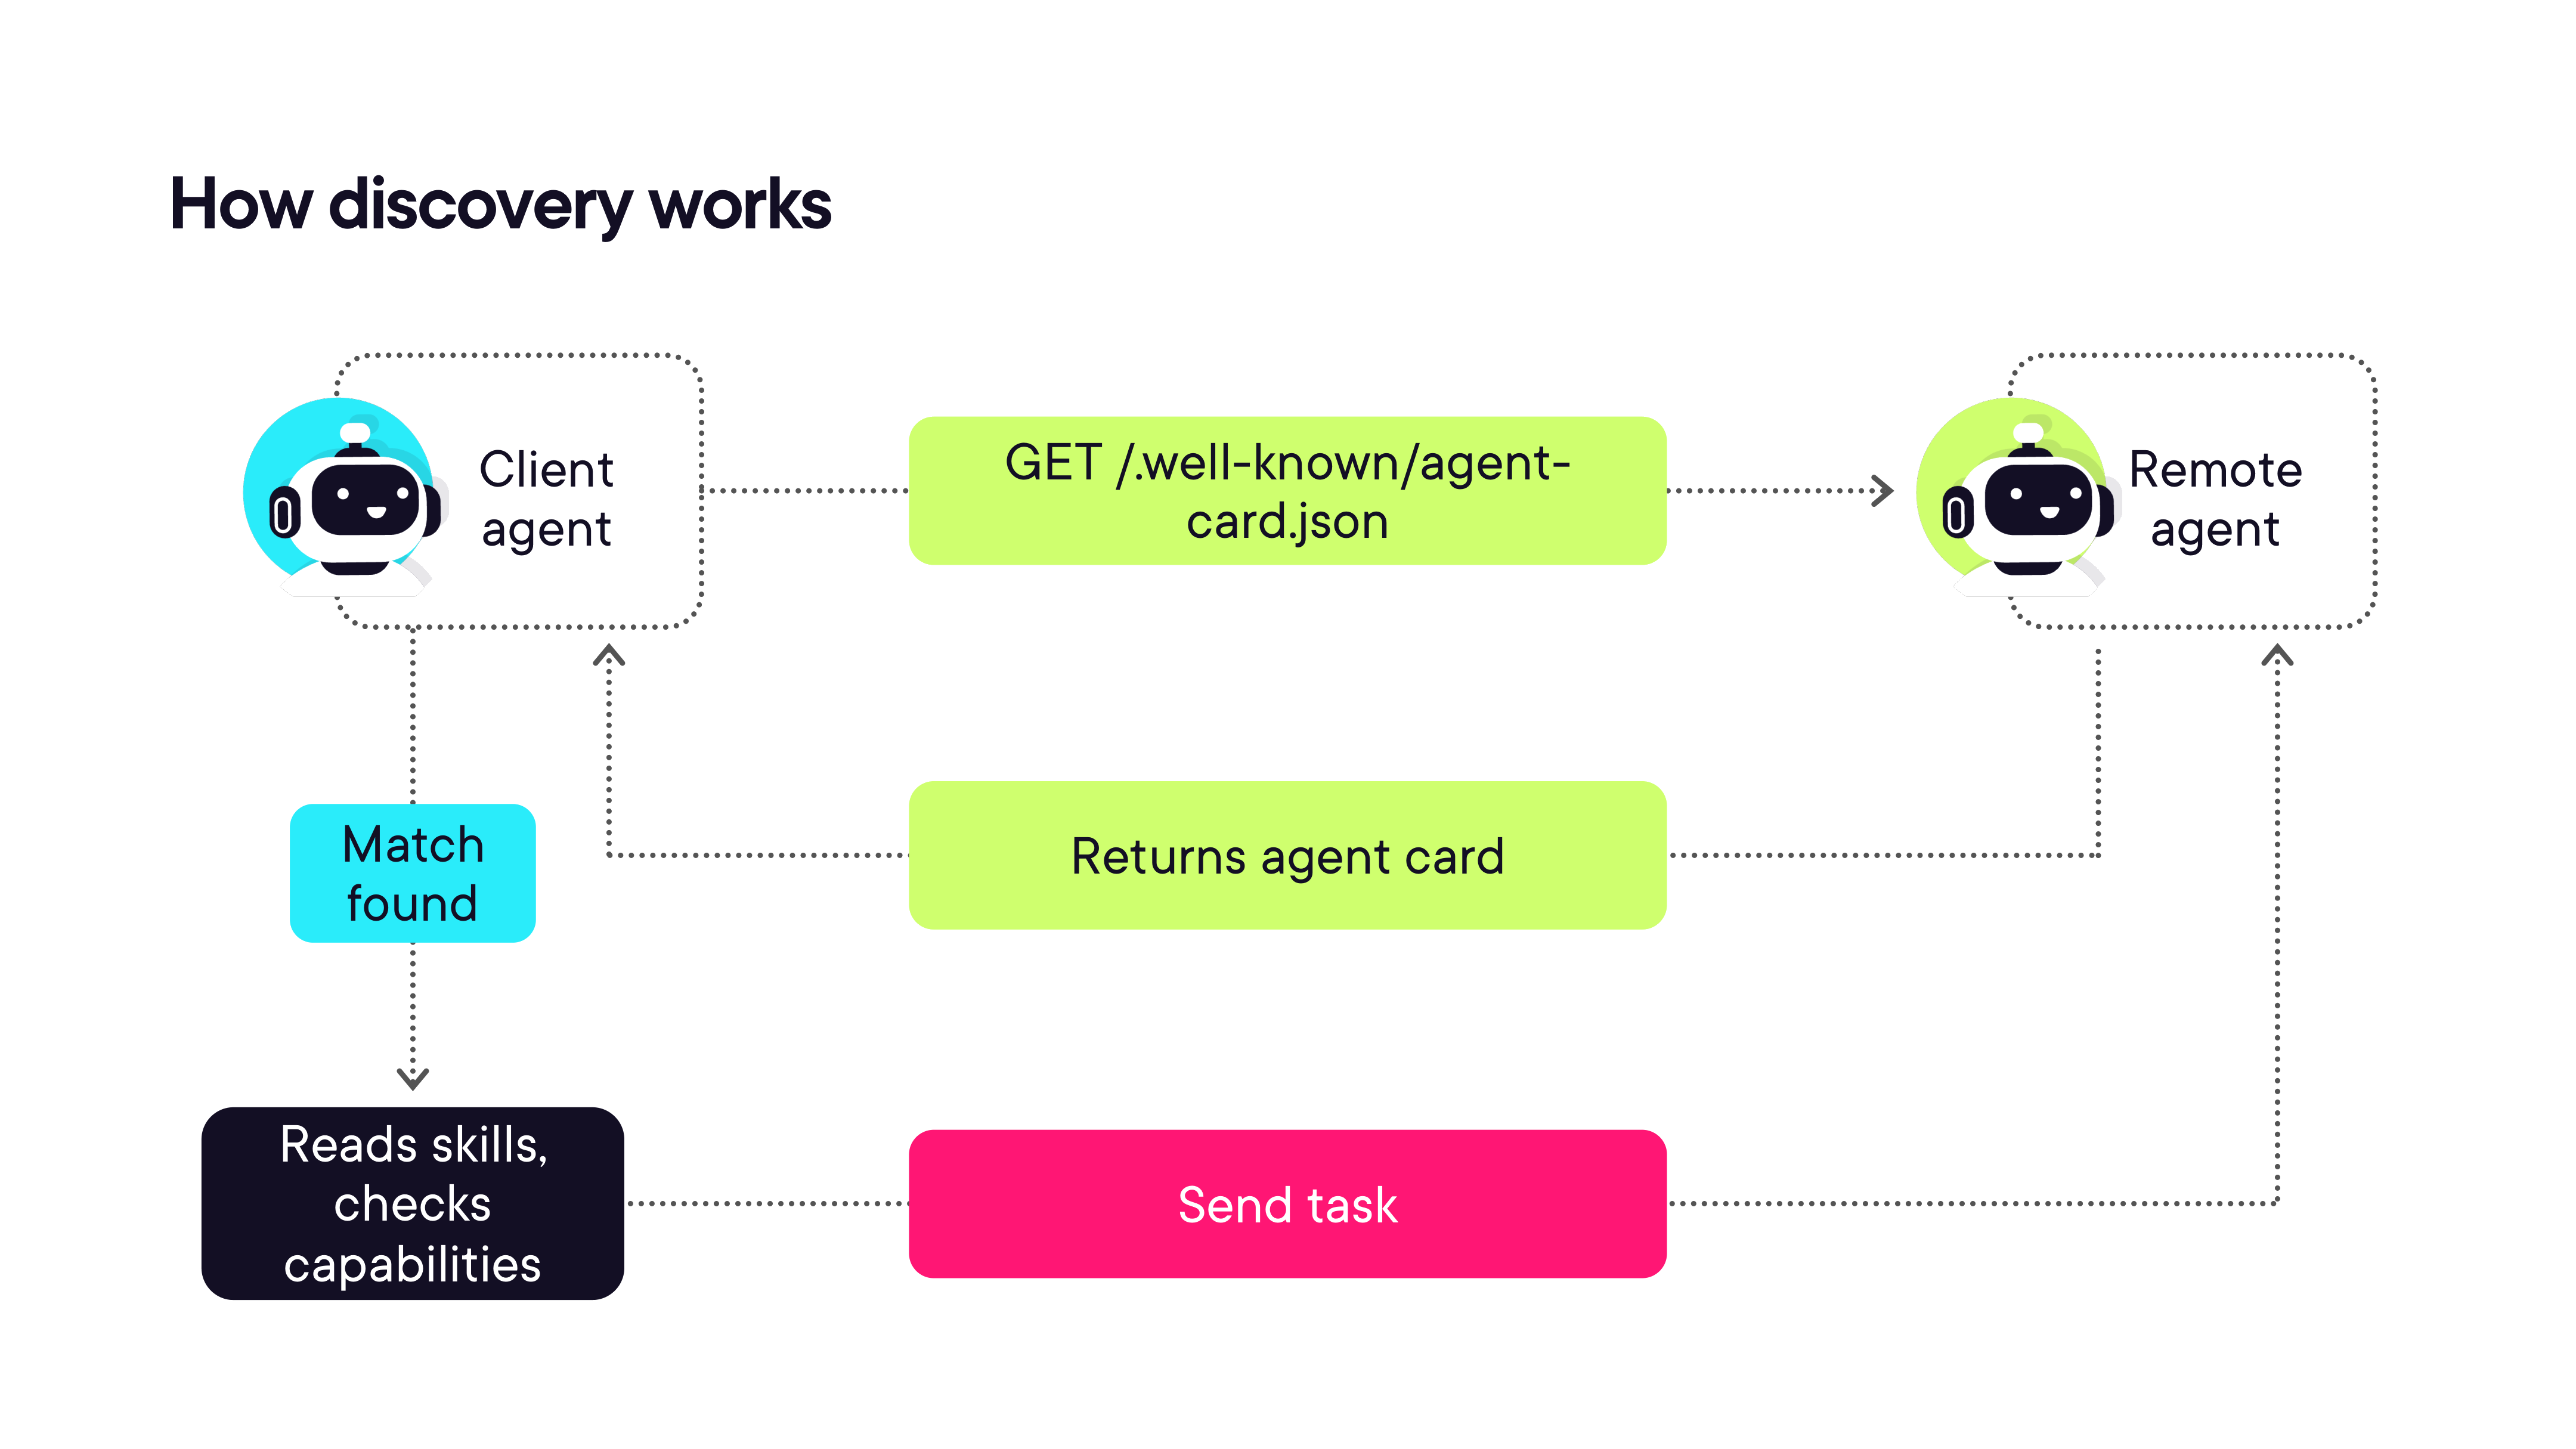 How discovery works
Client
agent
GET /.well-known/agent-
card.json
Remote
agent
Match
found
Returns agent card
Reads skills,
checks
capabilities
Send task